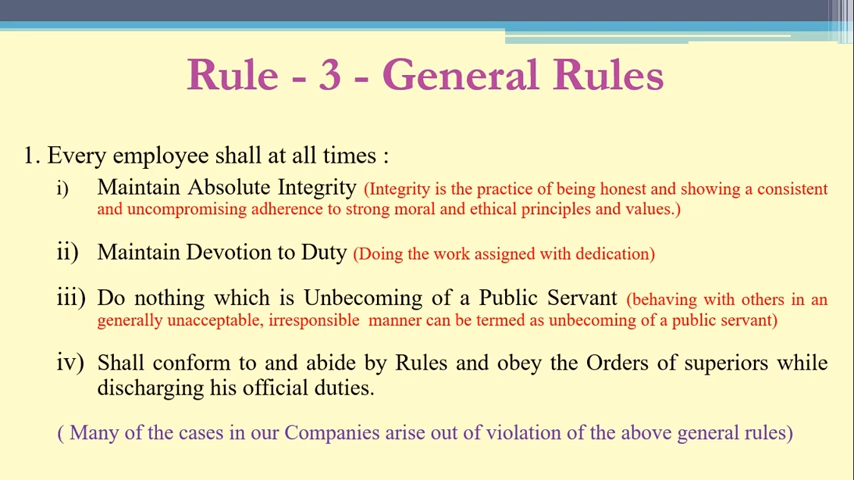 Rule - 3 - General Rules
1. Every employee shall at all times :
i) Maintain Absolute Integrity (Integrity is the practice of being honest and showing a consistent
and uncompromising adherence to strong moral and ethical principles and values.)
ii) Maintain Devotion to Duty (Doing the work assigned with dedication)
iii) Do nothing which is Unbecoming of a Public Servant (behaving with others in an
generally unacceptable, irresponsible manner can be termed as unbecoming of a public servant)
iv) Shall conform to and abide by Rules and obey the Orders of superiors while
discharging his official duties.
( Many of the cases in our Companies arise out of violation of the above general rules)